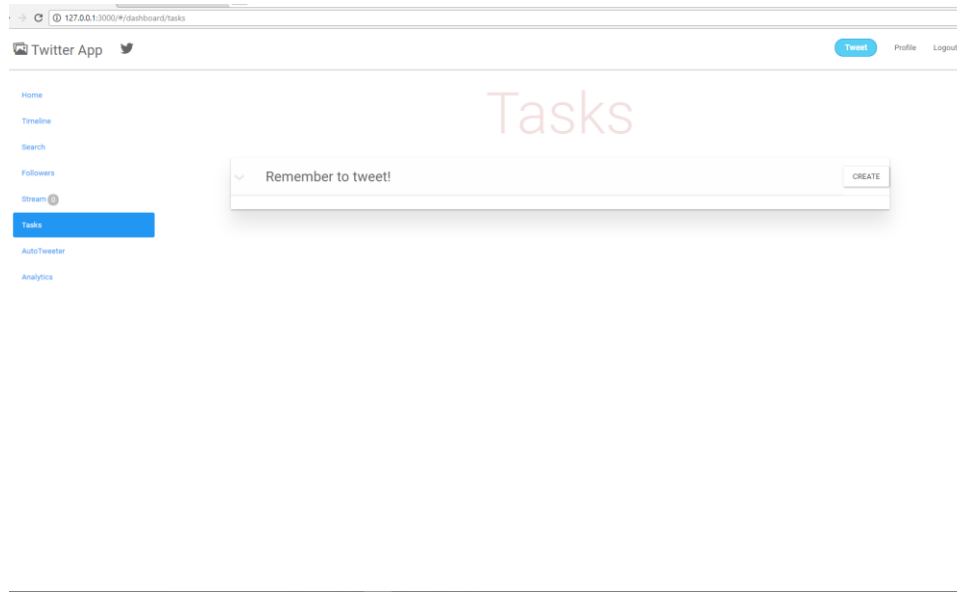 127.0.0.1:3000/#/dashboard/tasks
Twitter App
Tweet
Profile
Logout
Home
Timeline
Search
Followers
Stream 0
Tasks
AutoTweeter
Analytics
Tasks
Remember to tweet!
CREATE